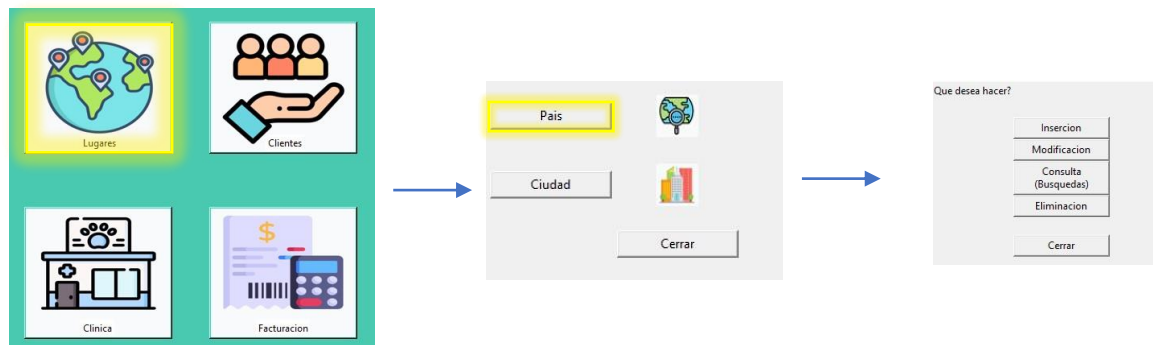 Lugares
Clientes
$
Clinica
Facturacion
Pais
Ciudad
Cerrar
Que desea hacer?
Insercion
Modificacion
Consulta
(Busquedas)
Eliminacion
Cerrar